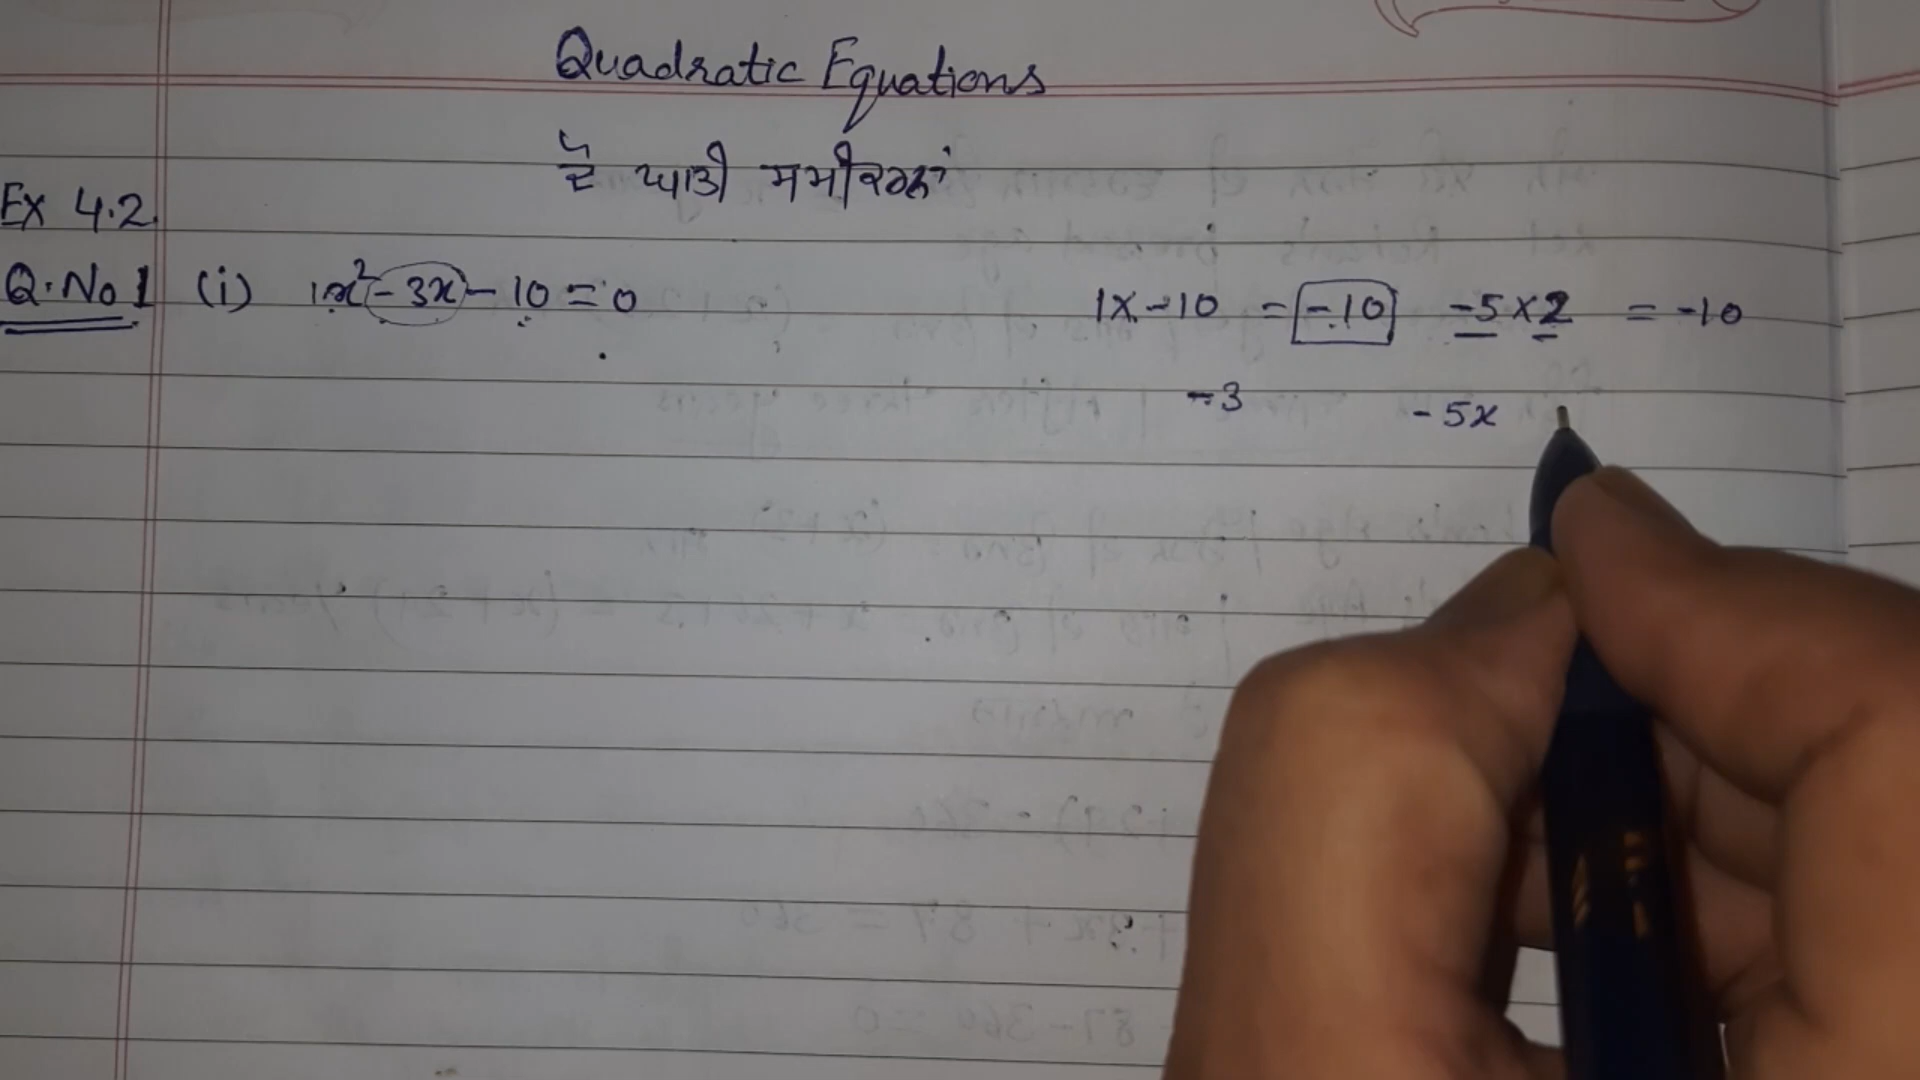 Quadratic Equations
ਦੋ ਘਾਤੀ ਸਮੀਕਰਨਾਂ
Ex 4.2
Q.No 1 (i) 1x² - 3x - 10 = 0
1x - 10 = -10 -5x2 = -10
-3 -5x